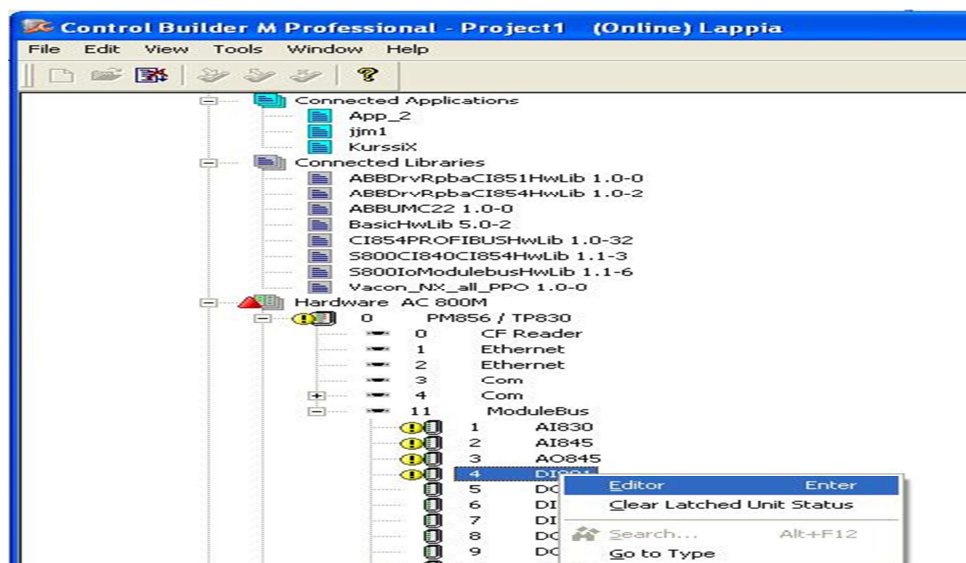 Control Builder M Professional - Project1 (Online) Lappia
File Edit View Tools Window Help
Connected Applications
App_2
jjm1
KurssiX
Connected Libraries
ABBDrvRpbaCI851HwLib 1.0-0
ABBDrvRpbaCI854HwLib 1.0-2
ABBUMC22 1.0-0
BasicHwLib 5.0-2
CI854PROFIBUSHwLib 1.0-32
S800CI840CI854HwLib 1.1-3
S800IoModulebusHwLib 1.1-6
Vacon_NX_all_PPO 1.0-0
Hardware AC 800M
0 PM856 / TP830
0 CF Reader
1 Ethernet
2 Ethernet
3 Com
4 Com
11 ModuleBus
1 AI830
2 AI845
3 AO845
4
5
6 DI
7 DI
8
9
Editor Enter
Clear Latched Unit Status
Search... Alt+F12
Go to Type